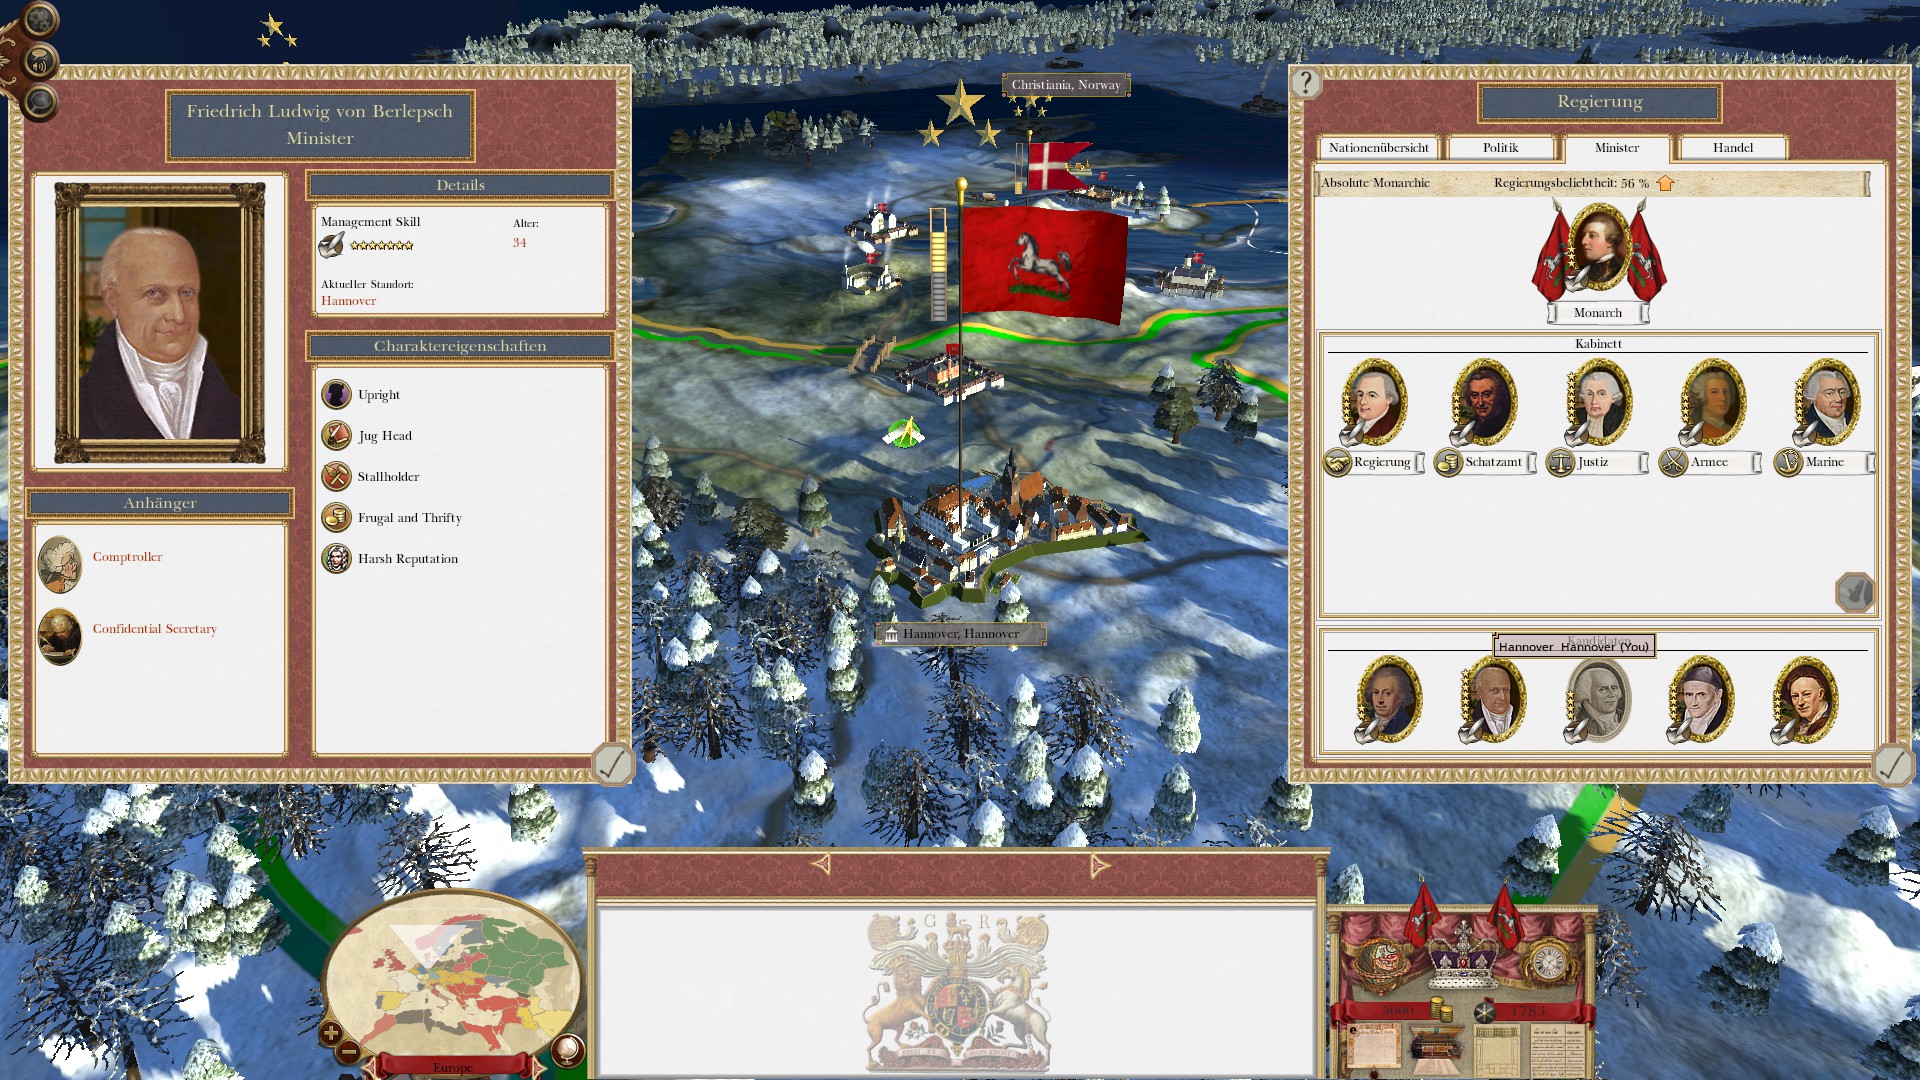 Friedrich Ludwig von Berlepsch
Minister
Details
Management Skill
Alter:
34
Aktueller Standort:
Hannover
Charaktereigenschaften
Upright
Jug Head
Stallholder
Frugal and Thrifty
Harsh Reputation
Anhänger
Comptroller
Confidential Secretary
Christiania, Norway
Hannover, Hannover
?
Regierung
Nationenübersicht
Politik
Minister
Handel
Absolute Monarchie
Regierungsbeliebtheit: 56 %
Monarch
Kabinett
Regierung
Schatzamt
Justiz
Armee
Marine
Kandidaten
Hannover Hannover (You)
G R
Europe
5000
1783